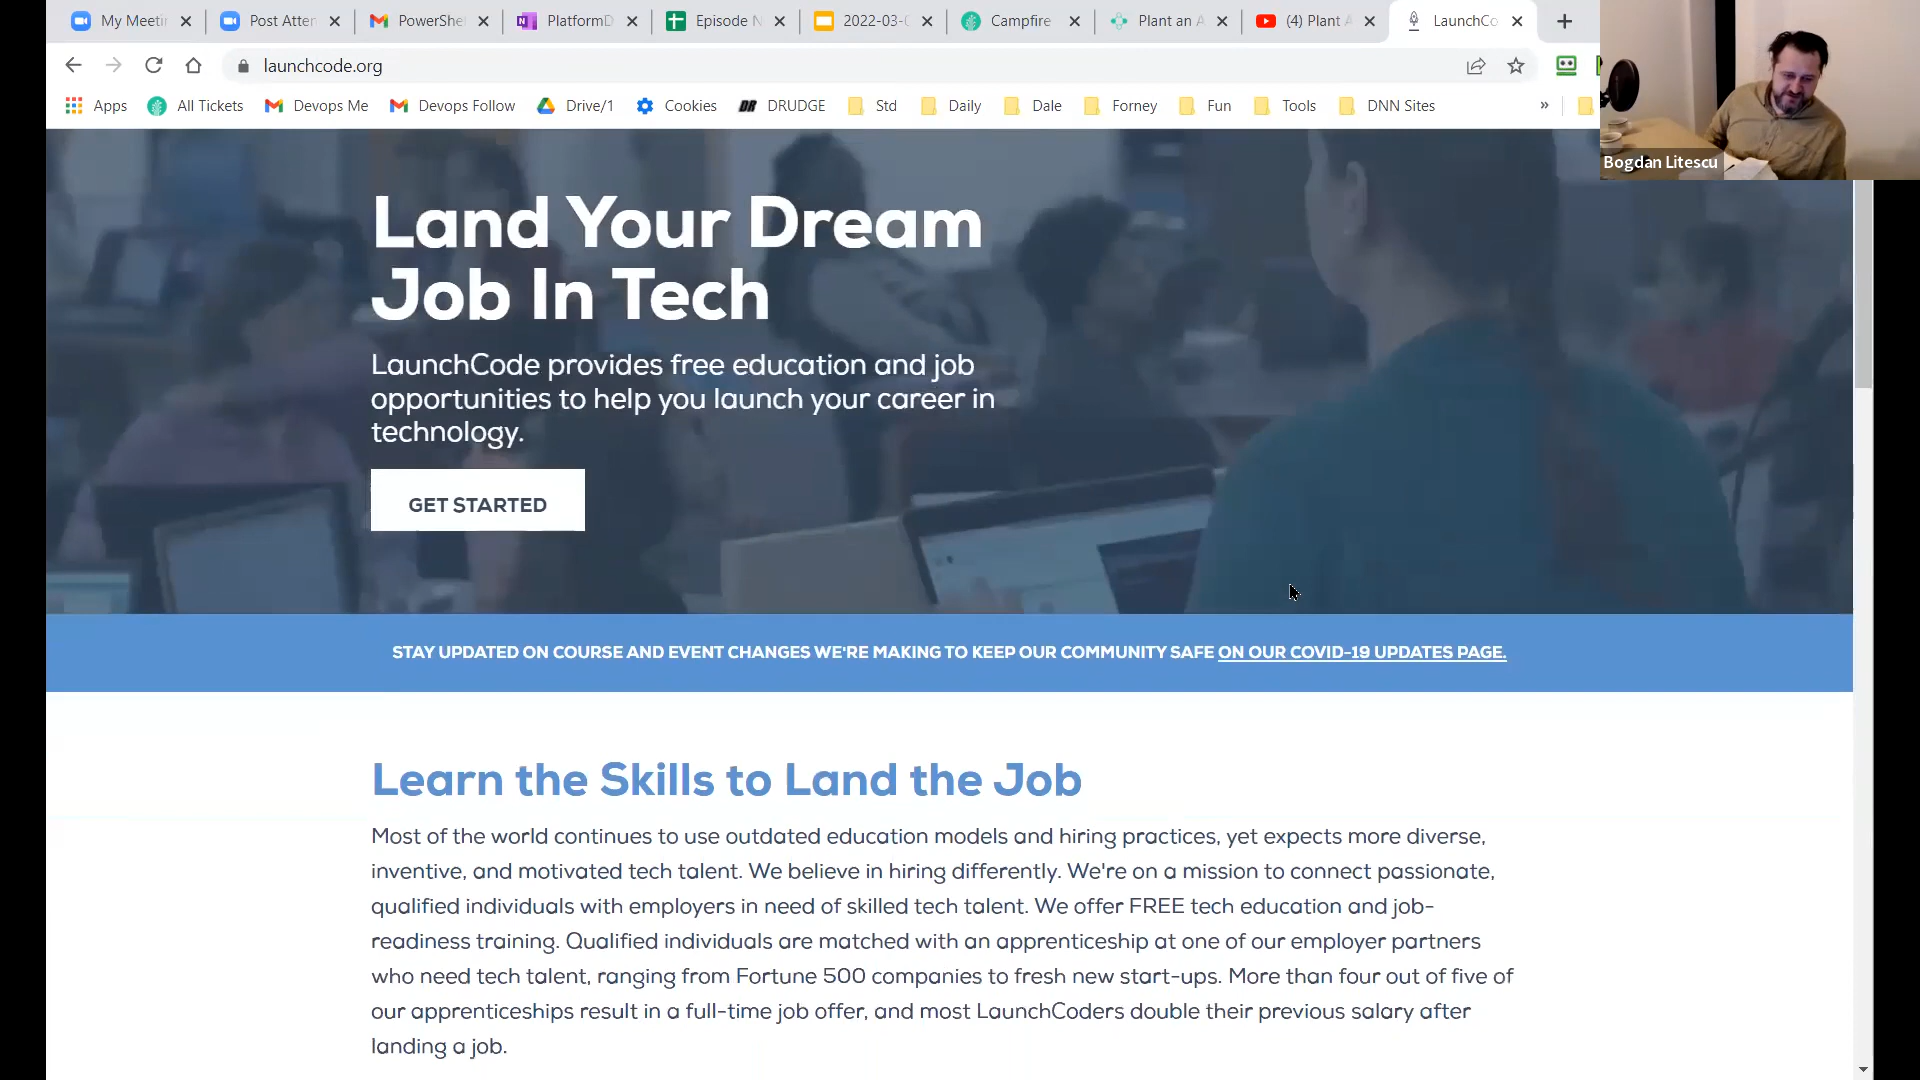 My Meeti
Post Atten
PowerShe
PlatformD
Episode N
2022-03-0
Campfire
Plant an A
(4) Plant A
LaunchCo
launchcode.org
Apps
All Tickets
Devops Me
Devops Follow
Drive/1
Cookies
DR DRUDGE
Std
Daily
Dale
Forney
Fun
Tools
DNN Sites
Bogdan Litescu
Land Your Dream
Job In Tech
LaunchCode provides free education and job
opportunities to help you launch your career in
technology.
GET STARTED
STAY UPDATED ON COURSE AND EVENT CHANGES WE'RE MAKING TO KEEP OUR COMMUNITY SAFE ON OUR COVID-19 UPDATES PAGE.
Learn the Skills to Land the Job
Most of the world continues to use outdated education models and hiring practices, yet expects more diverse,
inventive, and motivated tech talent. We believe in hiring differently. We're on a mission to connect passionate,
qualified individuals with employers in need of skilled tech talent. We offer FREE tech education and job-
readiness training. Qualified individuals are matched with an apprenticeship at one of our employer partners
who need tech talent, ranging from Fortune 500 companies to fresh new start-ups. More than four out of five of
our apprenticeships result in a full-time job offer, and most LaunchCoders double their previous salary after
landing a job.